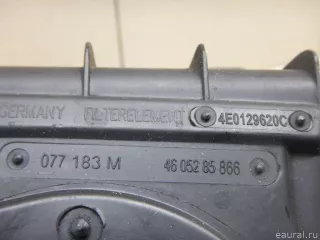 GERMANY FILTERELEMENT 4E0129620C
077 183 M 46 052 85 866
eaural.ru